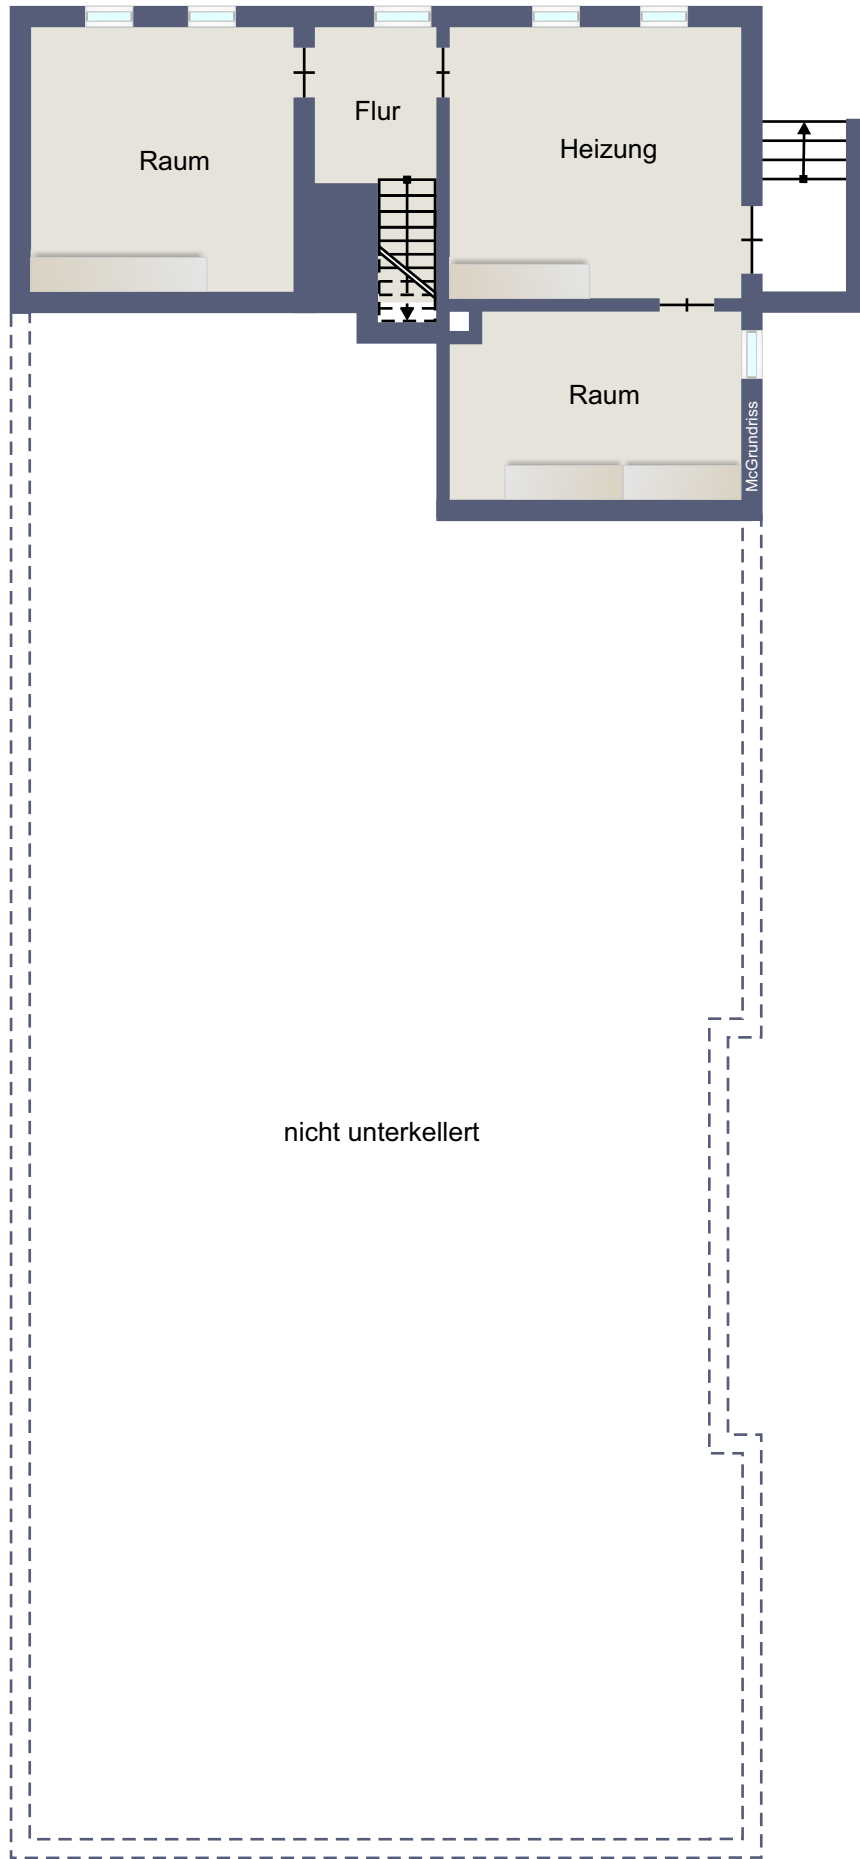 Flur
Raum
Heizung
Raum
McGrundriss
nicht unterkellert